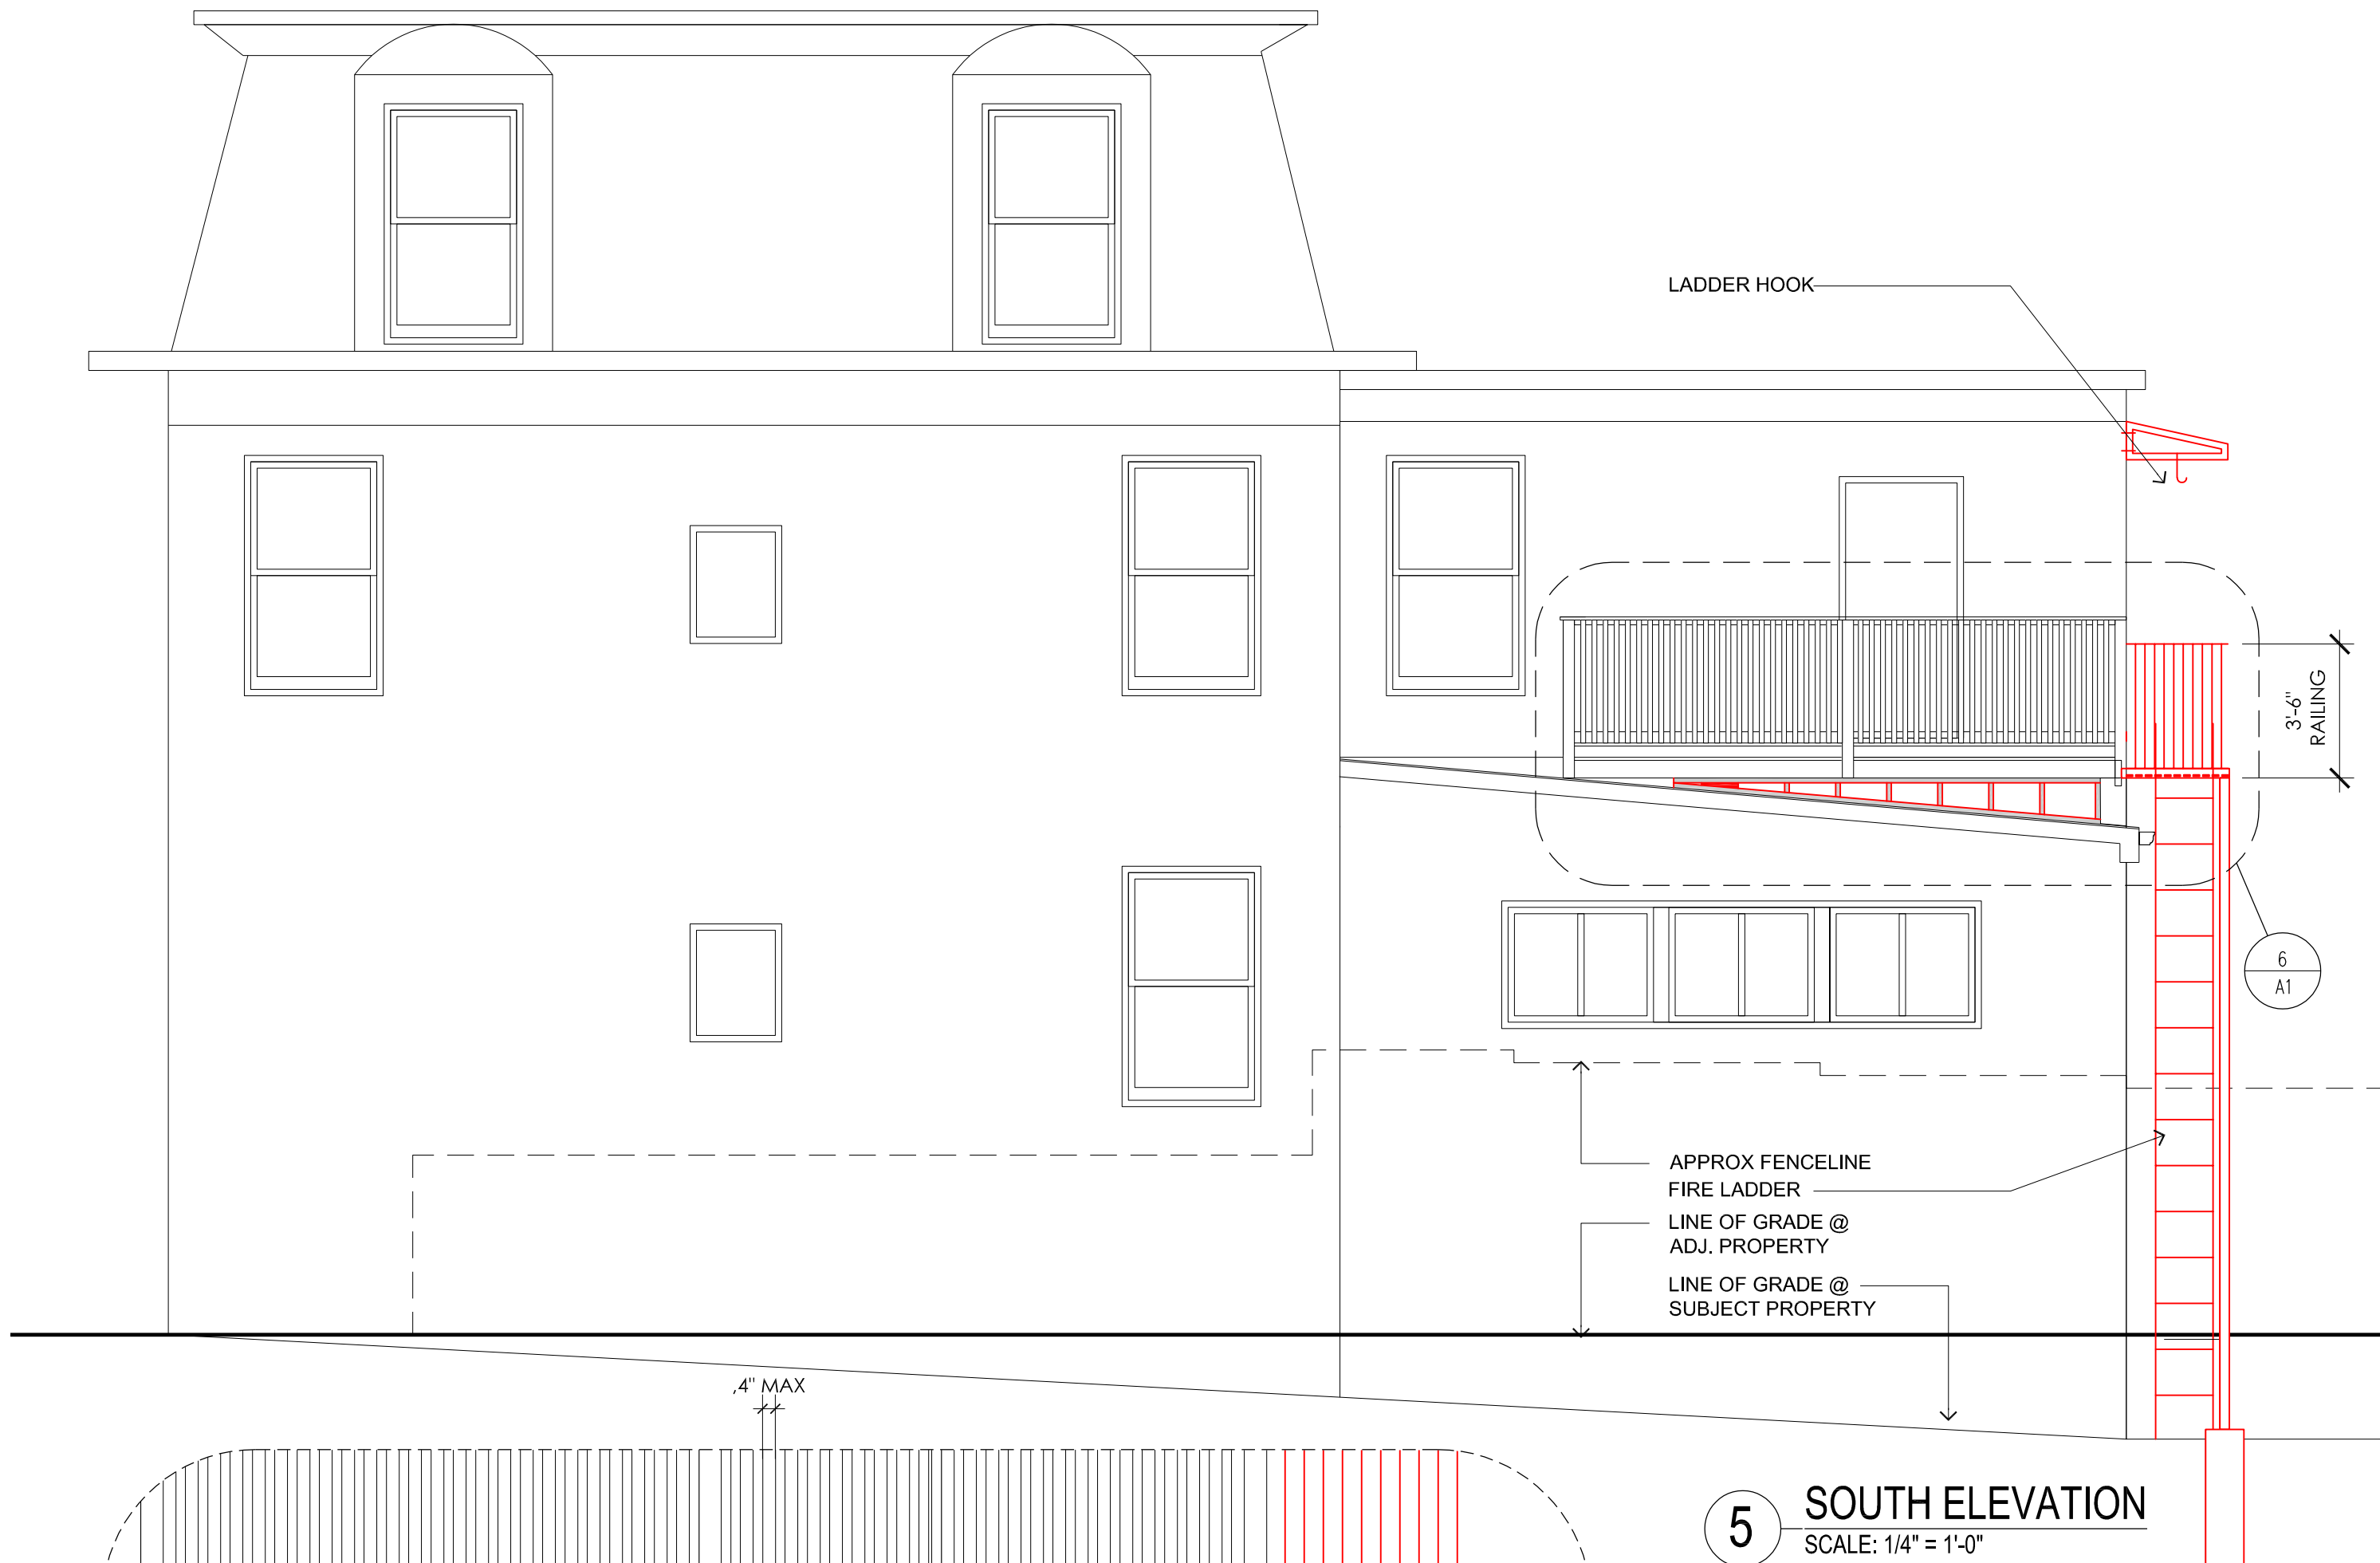 LADDER HOOK
3'-6"
RAILING
6
A1
APPROX FENCELINE
FIRE LADDER
LINE OF GRADE @
ADJ. PROPERTY
LINE OF GRADE @
SUBJECT PROPERTY
4" MAX
5
SOUTH ELEVATION
SCALE: 1/4" = 1'-0"